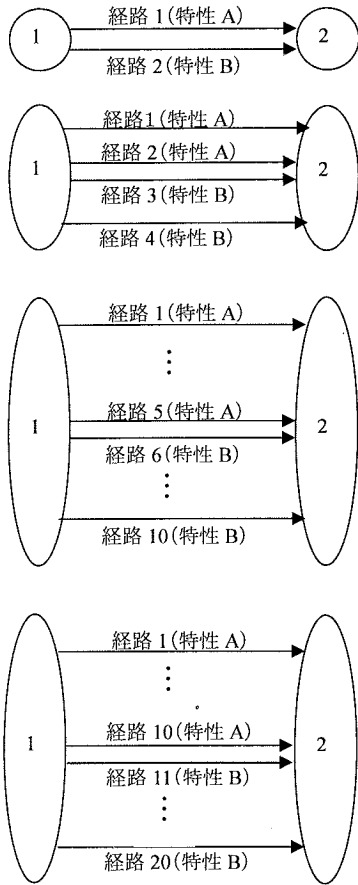 経路 1(特性 A)
1
2
経路 2(特性 B)
経路1(特性 A)
経路 2(特性 A)
1
2
経路 3(特性 B)
経路 4(特性 B)
経路 1(特性 A)
⋮
経路 5(特性 A)
1
2
経路 6(特性 B)
⋮
経路 10(特性 B)
経路 1(特性 A)
⋮
経路 10(特性 A)
1
2
経路 11(特性 B)
⋮
経路 20(特性 B)